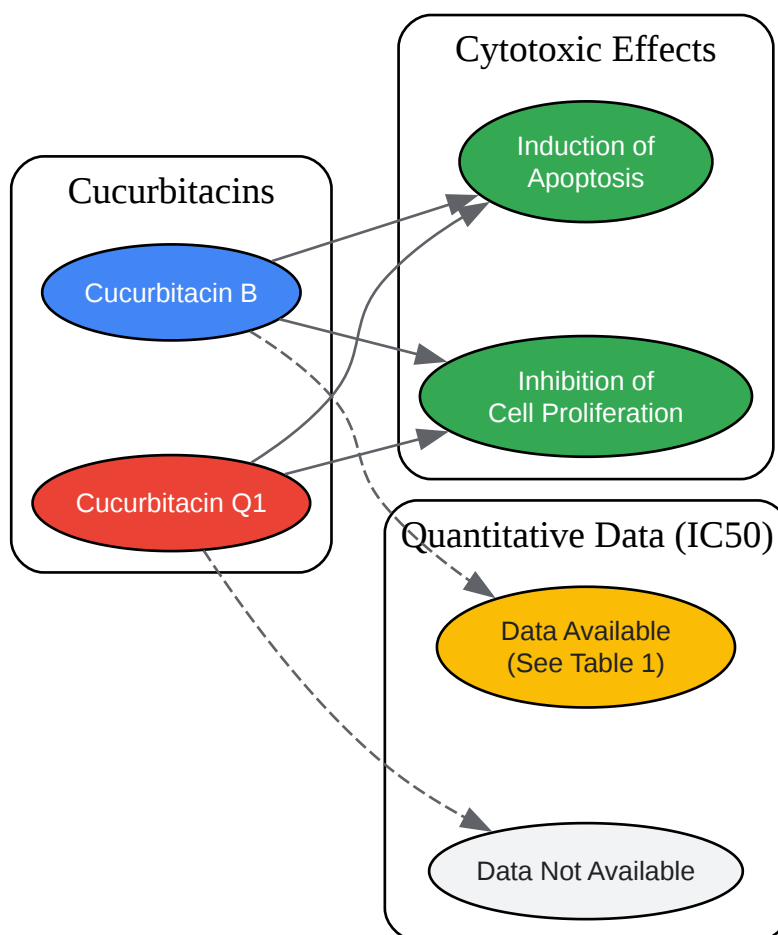 Cytotoxic Effects
Induction of
Apoptosis
Inhibition of
Cell Proliferation
Cucurbitacins
Cucurbitacin B
Cucurbitacin Q1
Quantitative Data (IC50)
Data Available
(See Table 1)
Data Not Available